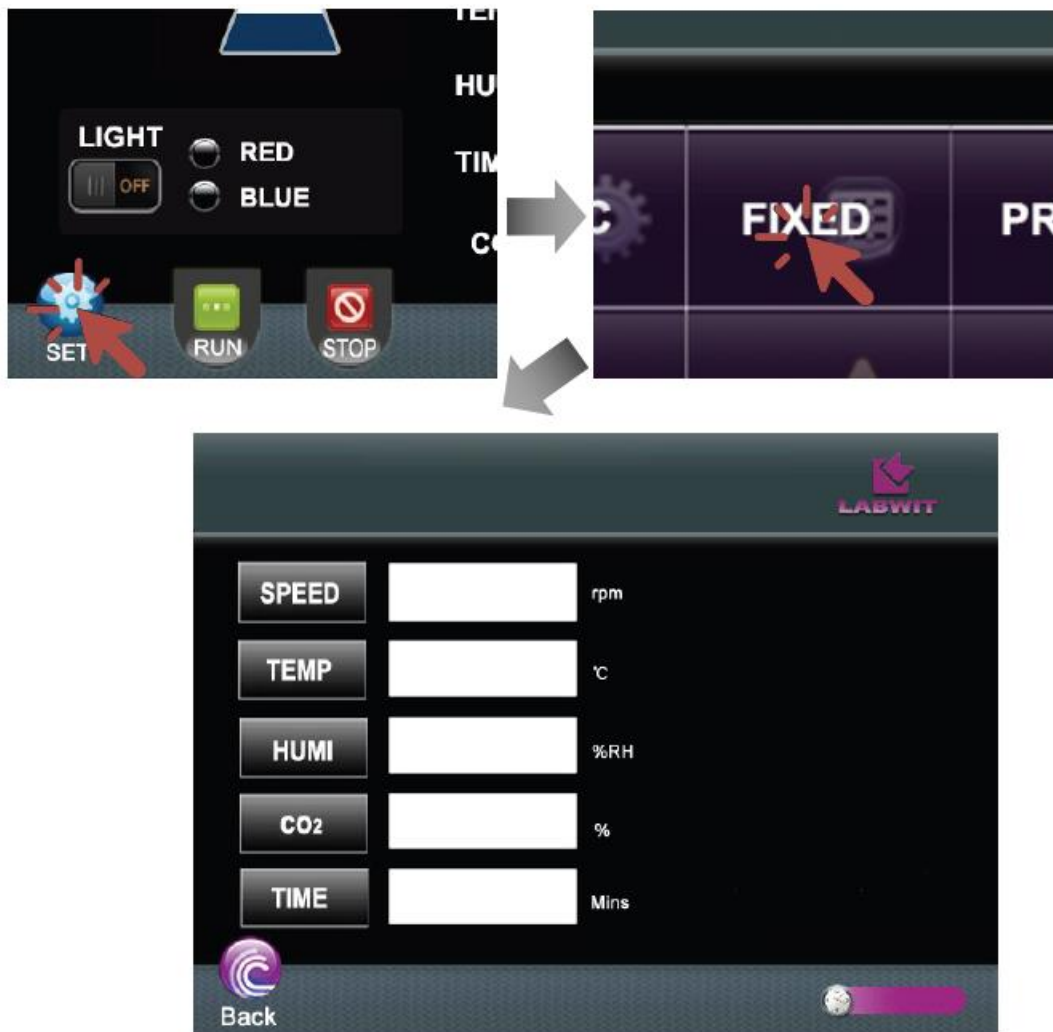 LIGHT
OFF
RED
BLUE
HU
TIM
SET
RUN
STOP
C
FIXED
PR
LABWIT
SPEED
rpm
TEMP
℃
HUMI
%RH
CO2
%
TIME
Mins
Back